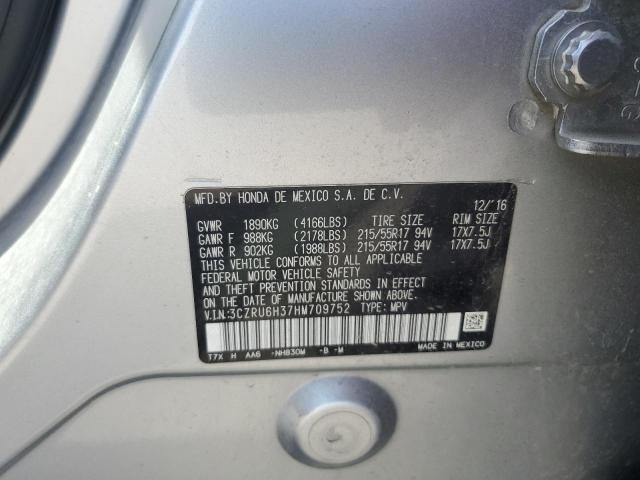 MFD.BY HONDA DE MEXICO S.A. DE C.V.
12/'16
GVWR 1890KG (4166LBS) TIRE SIZE RIM SIZE
GAWR F 988KG (2178LBS) 215/55R17 94V 17X7.5J
GAWR R 902KG (1988LBS) 215/55R17 94V 17X7.5J
THIS VEHICLE CONFORMS TO ALL APPLICABLE
FEDERAL MOTOR VEHICLE SAFETY
AND THEFT PREVENTION STANDARDS IN EFFECT
ON THE DATE OF MANUFACTURE SHOWN ABOVE.
V.I.N:3CZRU6H37HM709752 TYPE: MPV
T7X H AA6 -NH830M -B -M MADE IN MEXICO